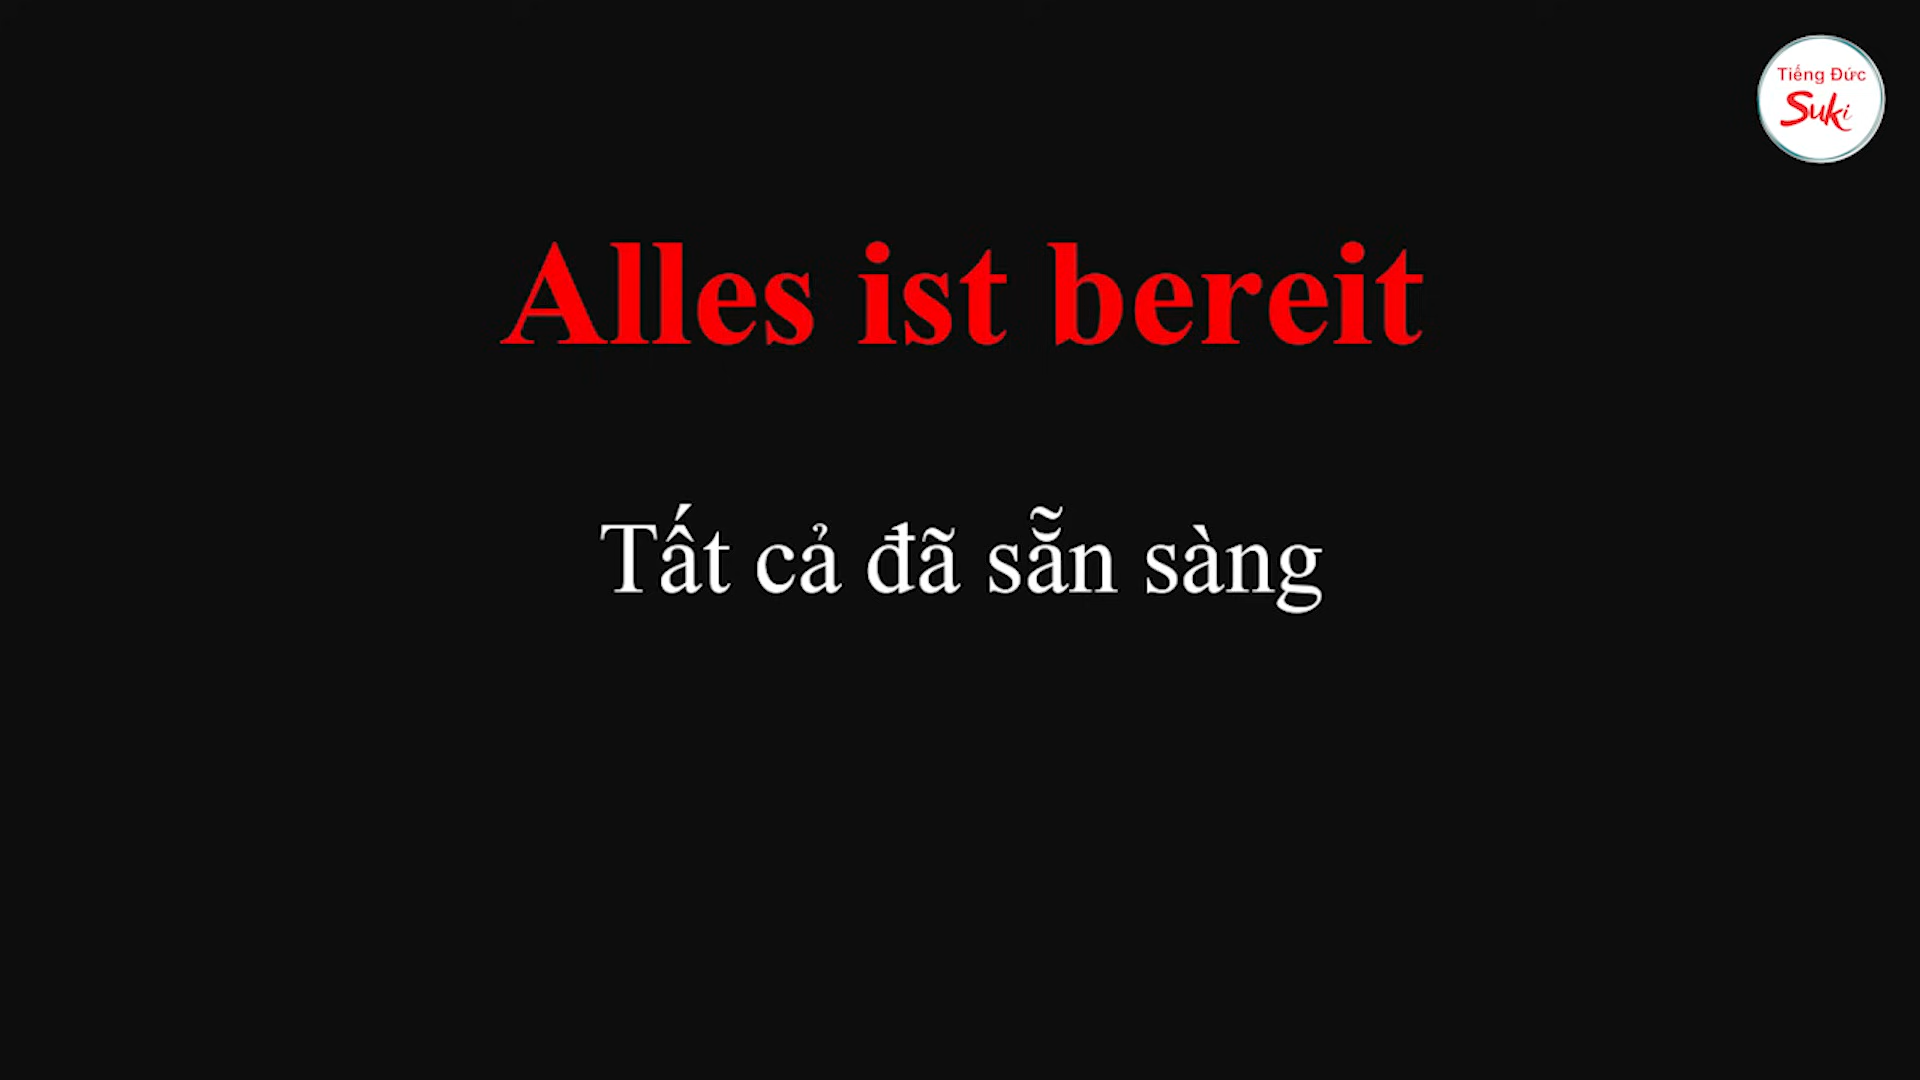 Tiếng Đức
Suki
Alles ist bereit
Tất cả đã sẵn sàng